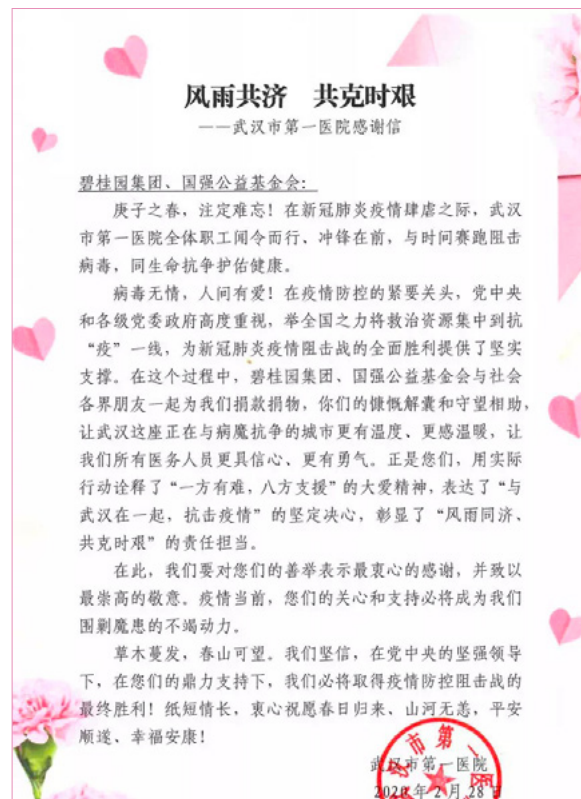 风雨共济 共克时艰
——武汉市第一医院感谢信
碧桂园集团、国强公益基金会:
庚子之春，注定难忘！在新冠肺炎疫情肆虐之际，武汉
市第一医院全体职工闻令而行、冲锋在前，与时间赛跑阻击
病毒，同生命抗争护佑健康。
病毒无情，人间有爱！在疫情防控的紧要关头，党中央
和各级党委政府高度重视，举全国之力将救治资源集中到抗
“疫”一线，为新冠肺炎疫情阻击战的全面胜利提供了坚实
支撑。在这个过程中，碧桂园集团、国强公益基金会与社会
各界朋友一起为我们捐款捐物，你们的慷慨解囊和守望相助，
让武汉这座正在与病魔抗争的城市更有温度、更感温暖，让
我们所有医务人员更具信心、更有勇气。正是您们，用实际
行动诠释了“一方有难，八方支援”的大爱精神，表达了“与
武汉在一起，抗击疫情”的坚定决心，彰显了“风雨同济、
共克时艰”的责任担当。
在此，我们要对您们的善举表示最衷心的感谢，并致以
最崇高的敬意。疫情当前，您们的关心和支持必将成为我们
围剿魔患的不竭动力。
草木蔓发，春山可望。我们坚信，在党中央的坚强领导
下，在您们的鼎力支持下，我们必将取得疫情防控阻击战的
最终胜利！纸短情长，衷心祝愿春日归来、山河无恙，平安
顺遂、幸福安康！
武汉市第一医院
2020年2月28日
汉市第一医